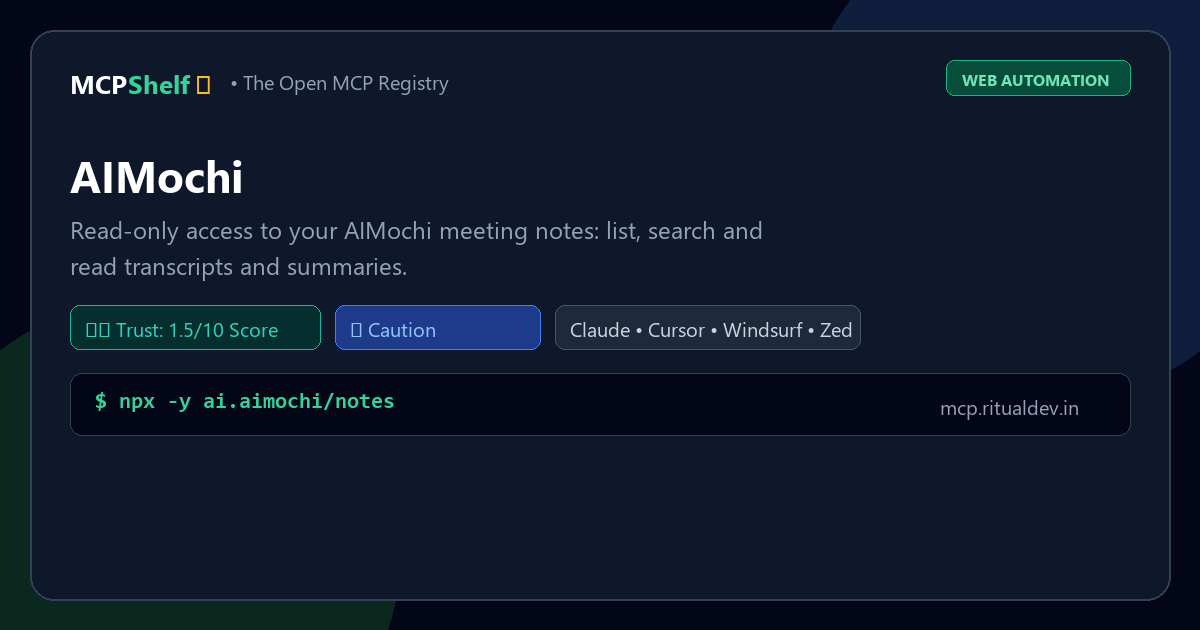 MCPShelf • The Open MCP Registry
WEB AUTOMATION
AIMochi
Read-only access to your AIMochi meeting notes: list, search and
read transcripts and summaries.
Trust: 1.5/10 Score
Caution
Claude • Cursor • Windsurf • Zed
$ npx -y ai.aimochi/notes
mcp.ritualdev.in